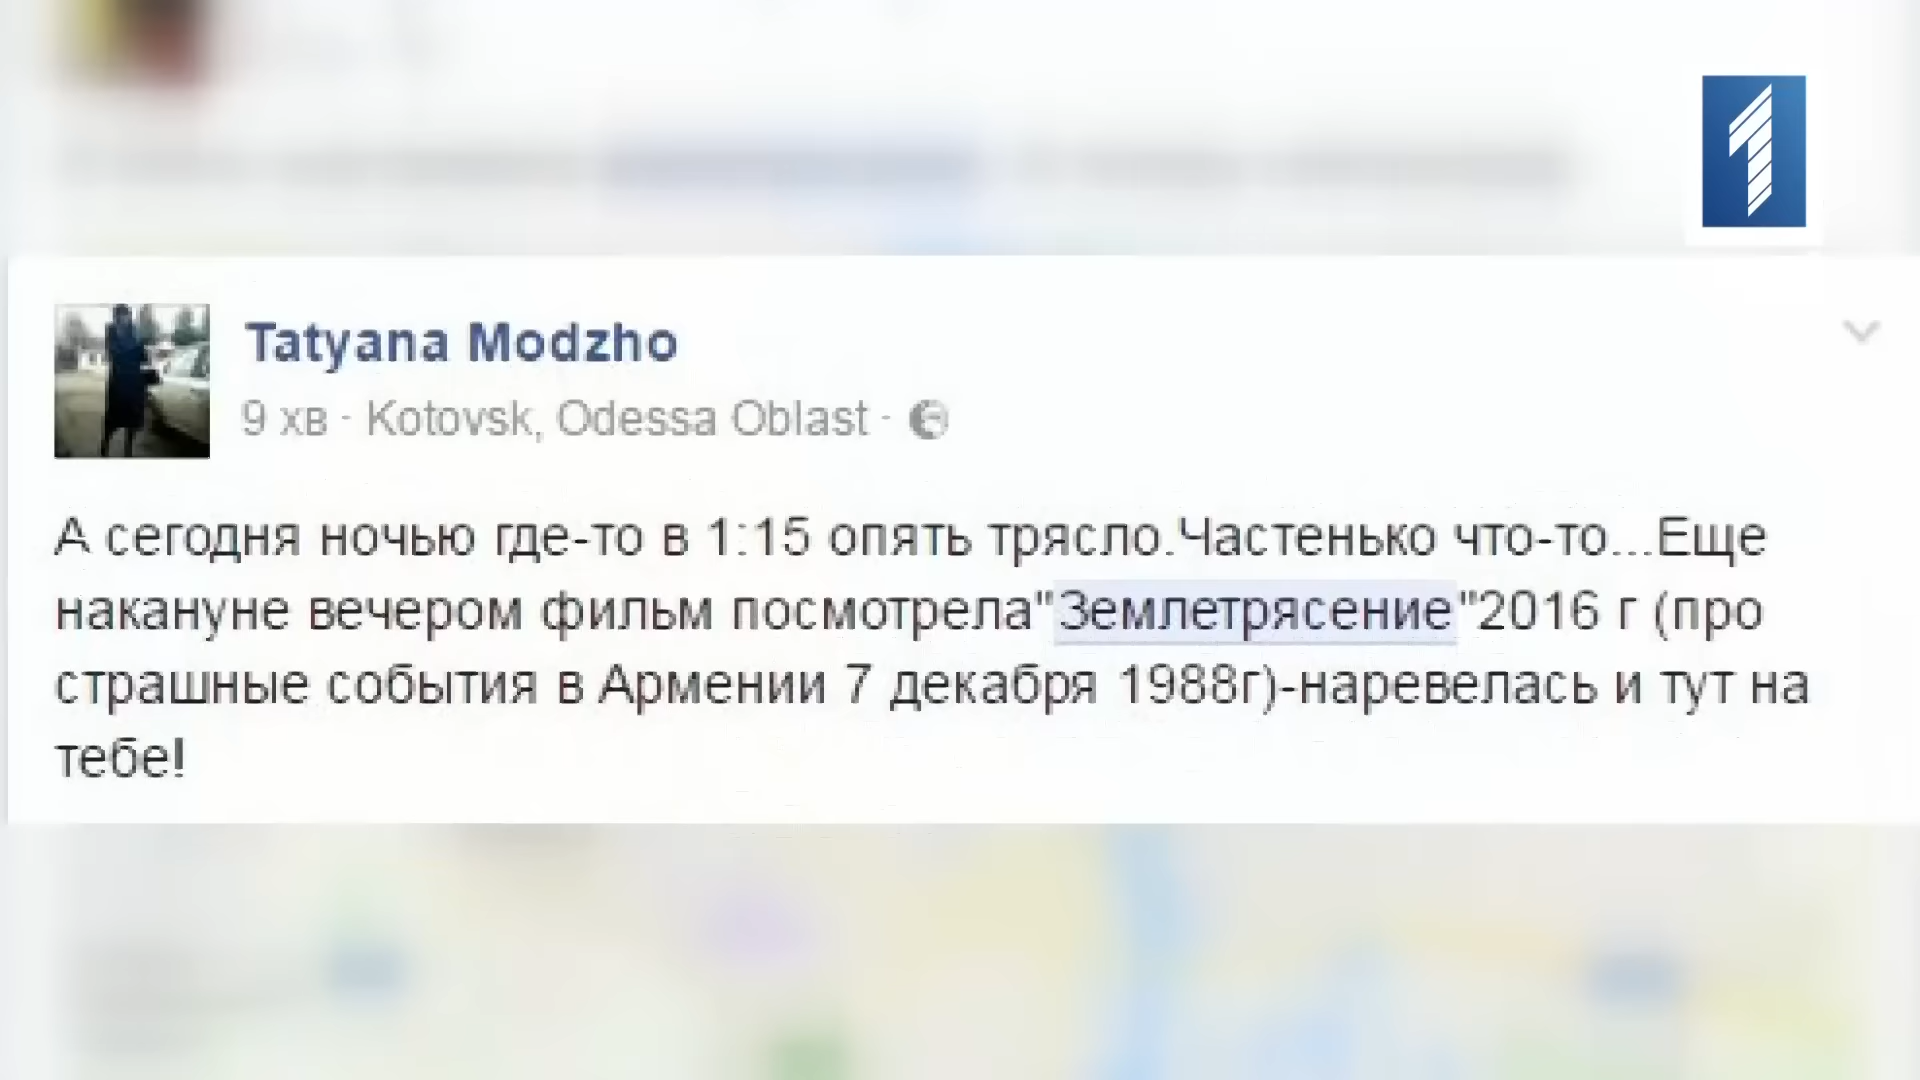 1
Tatyana Modzho
9 хв · Kotovsk, Odessa Oblast ·
А сегодня ночью где-то в 1:15 опять трясло.Частенько что-то...Еще
накануне вечером фильм посмотрела"Землетрясение"2016 г (про
страшные события в Армении 7 декабря 1988г)-наревелась и тут на
тебе!